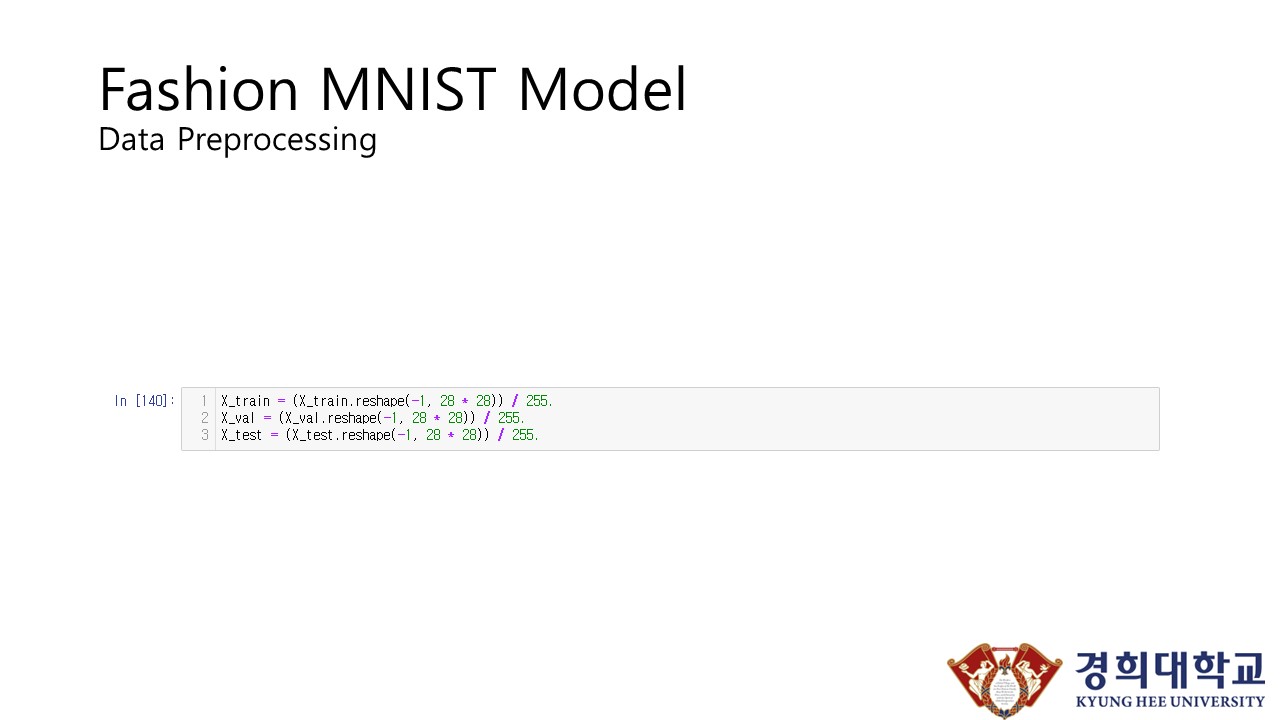 Fashion MNIST Model
Data Preprocessing
In [140]:
1 X_train = (X_train.reshape(-1, 28 * 28)) / 255.
2 X_val = (X_val.reshape(-1, 28 * 28)) / 255.
3 X_test = (X_test.reshape(-1, 28 * 28)) / 255.
경희대학교
KYUNG HEE UNIVERSITY